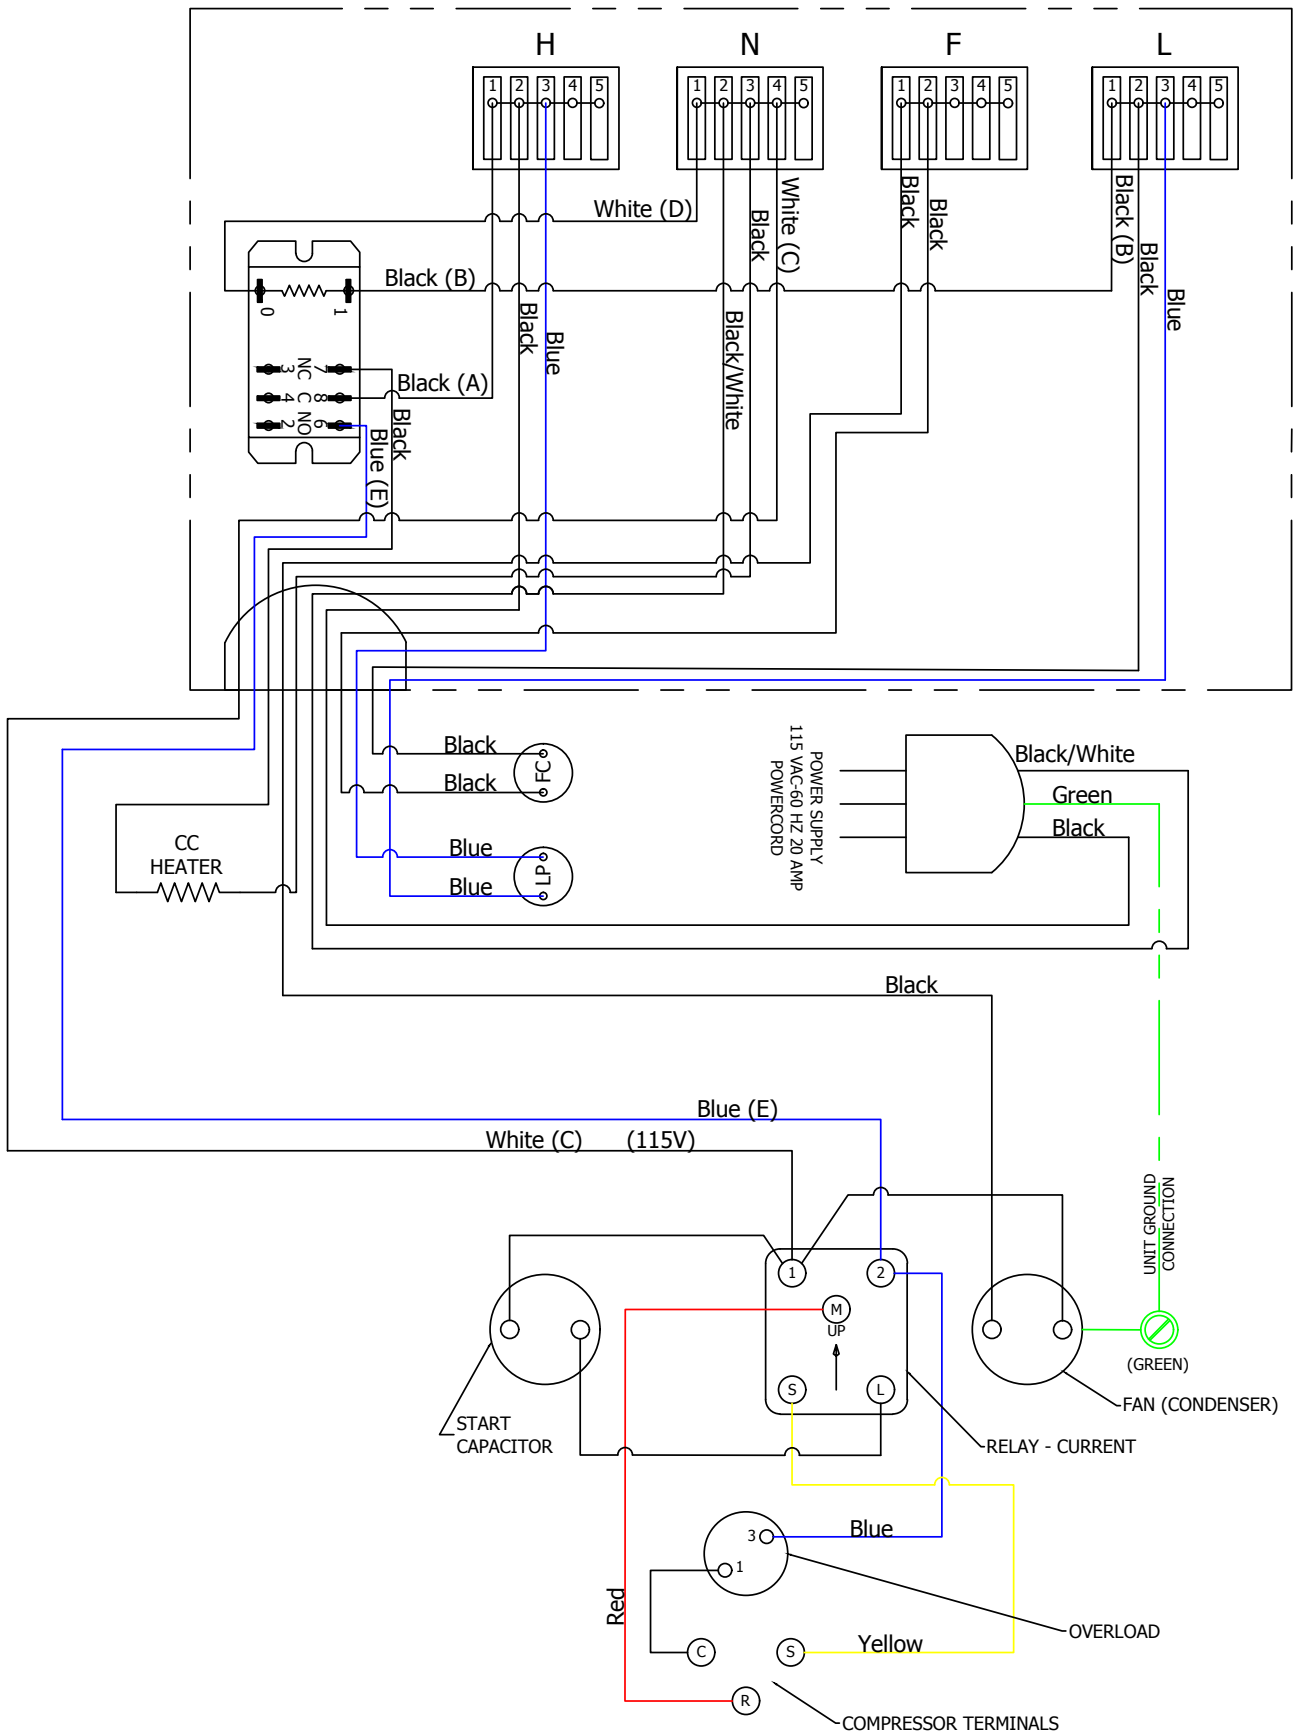 H
N
F
L
1 2 3 4 5
1 2 3 4 5
1 2 3 4 5
1 2 3 4 5
White (D)
White (C)
Black
Black
Black
Black (B)
Black
Blue
Black (B)
0
1
Black
Blue
Black/White
3 NC 7
4 C 8
2 NO 6
Black (A)
Black
Blue (E)
Black
Black
FC
Blue
Blue
LP
CC
HEATER
POWER SUPPLY
115 VAC-60 HZ 20 AMP
POWERCORD
Black/White
Green
Black
Black
Blue (E)
White (C) (115V)
UNIT GROUND
CONNECTION
1
2
M
UP
S
L
(GREEN)
FAN (CONDENSER)
START
CAPACITOR
RELAY - CURRENT
3
1
Blue
Red
OVERLOAD
C
S
Yellow
R
COMPRESSOR TERMINALS